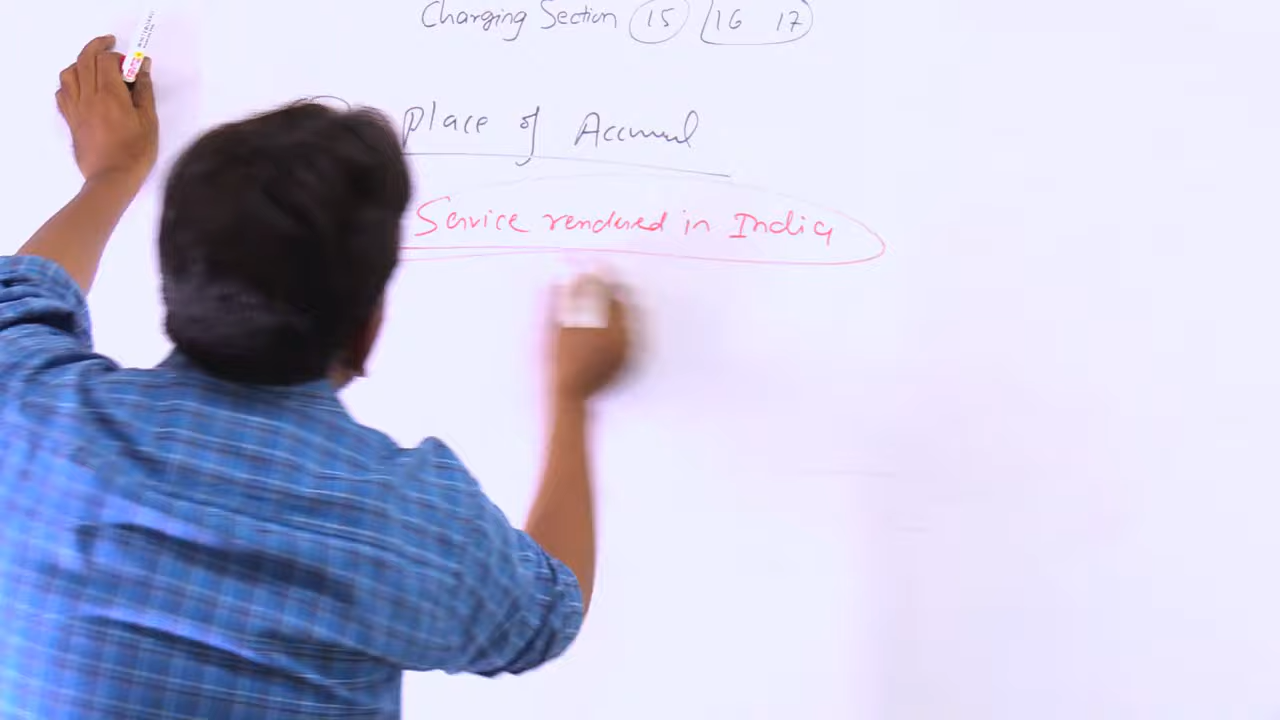 Charging Section 15 16 17
Place of Accrual
Service rendered in India